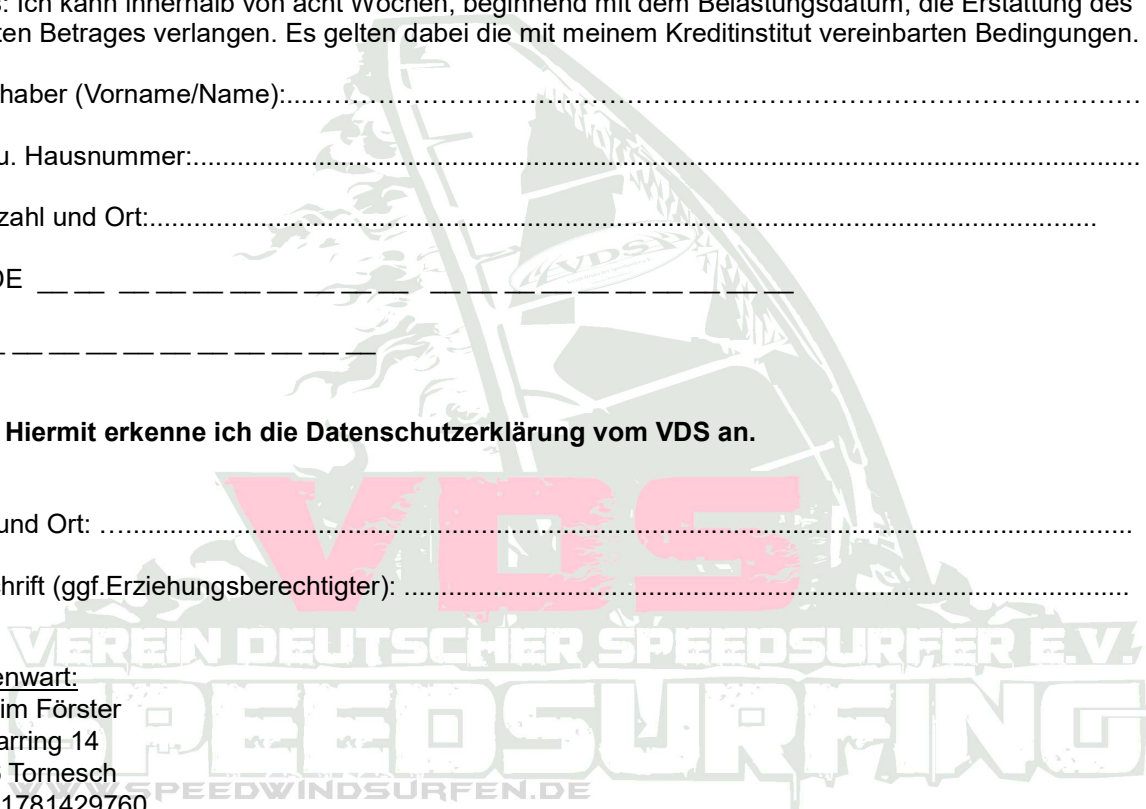 s: Ich kann innerhalb von acht Wochen, beginnend mit dem Belastungsdatum, die Erstattung des
ten Betrages verlangen. Es gelten dabei die mit meinem Kreditinstitut vereinbarten Bedingungen.
haber (Vorname/Name):
u. Hausnummer:
zahl und Ort:
DE
Hiermit erkenne ich die Datenschutzerklärung vom VDS an.
VDS
VDS
und Ort:
hrift (ggf.Erziehungsberechtigter):
VEREIN DEUTSCHER SPEEDSURFER E.V.
enwart:
im Förster
arring 14
Tornesch
1781429760
SPEEDSURFING
WWW.SPEEDWINDSURFEN.DE